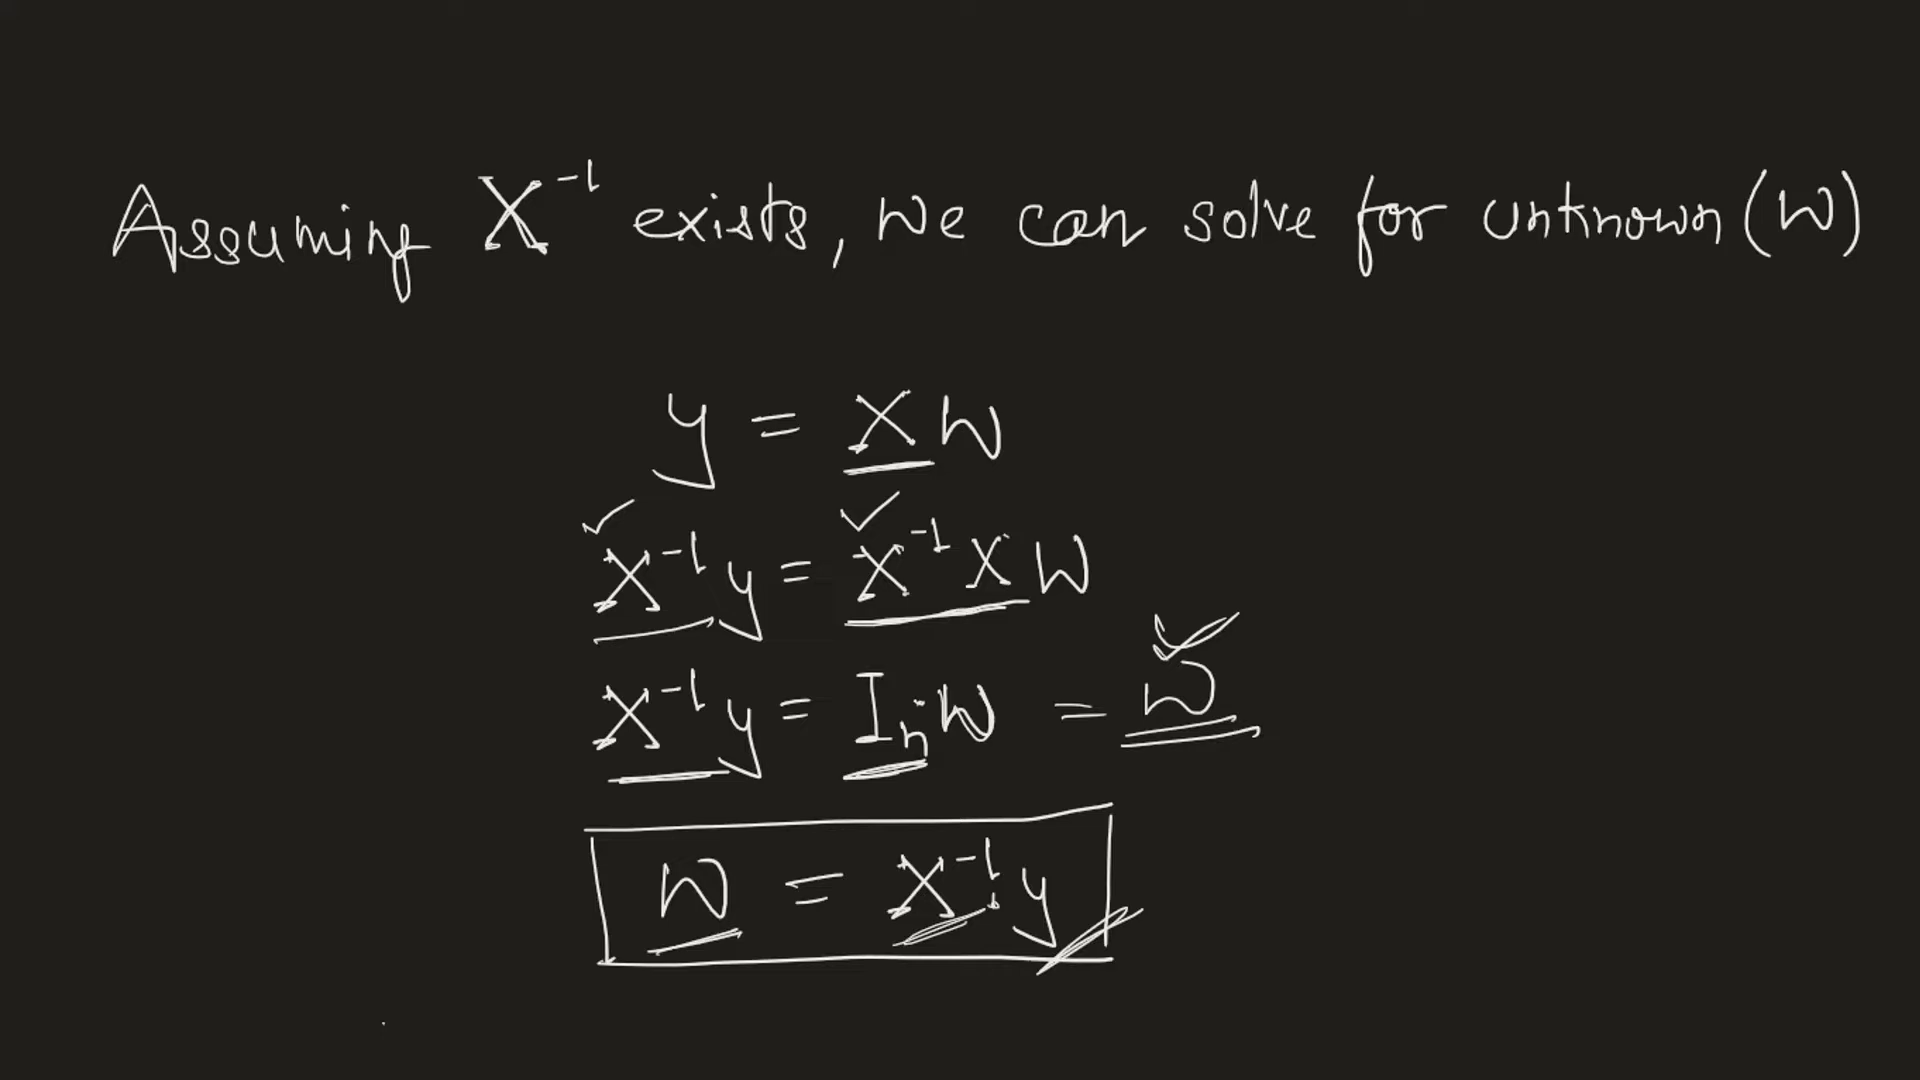 Assuming X⁻¹ exists, we can solve for unknown (W)
y = XW
X⁻¹y = X⁻¹XW
X⁻¹y = IₙW = W
W = X⁻¹y